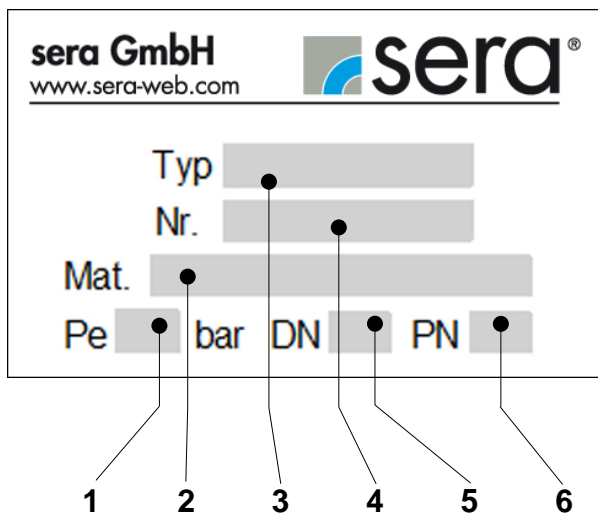 sera GmbH
www.sera-web.com
sera®
Typ
Nr.
Mat.
Pe bar DN PN
1 2 3 4 5 6